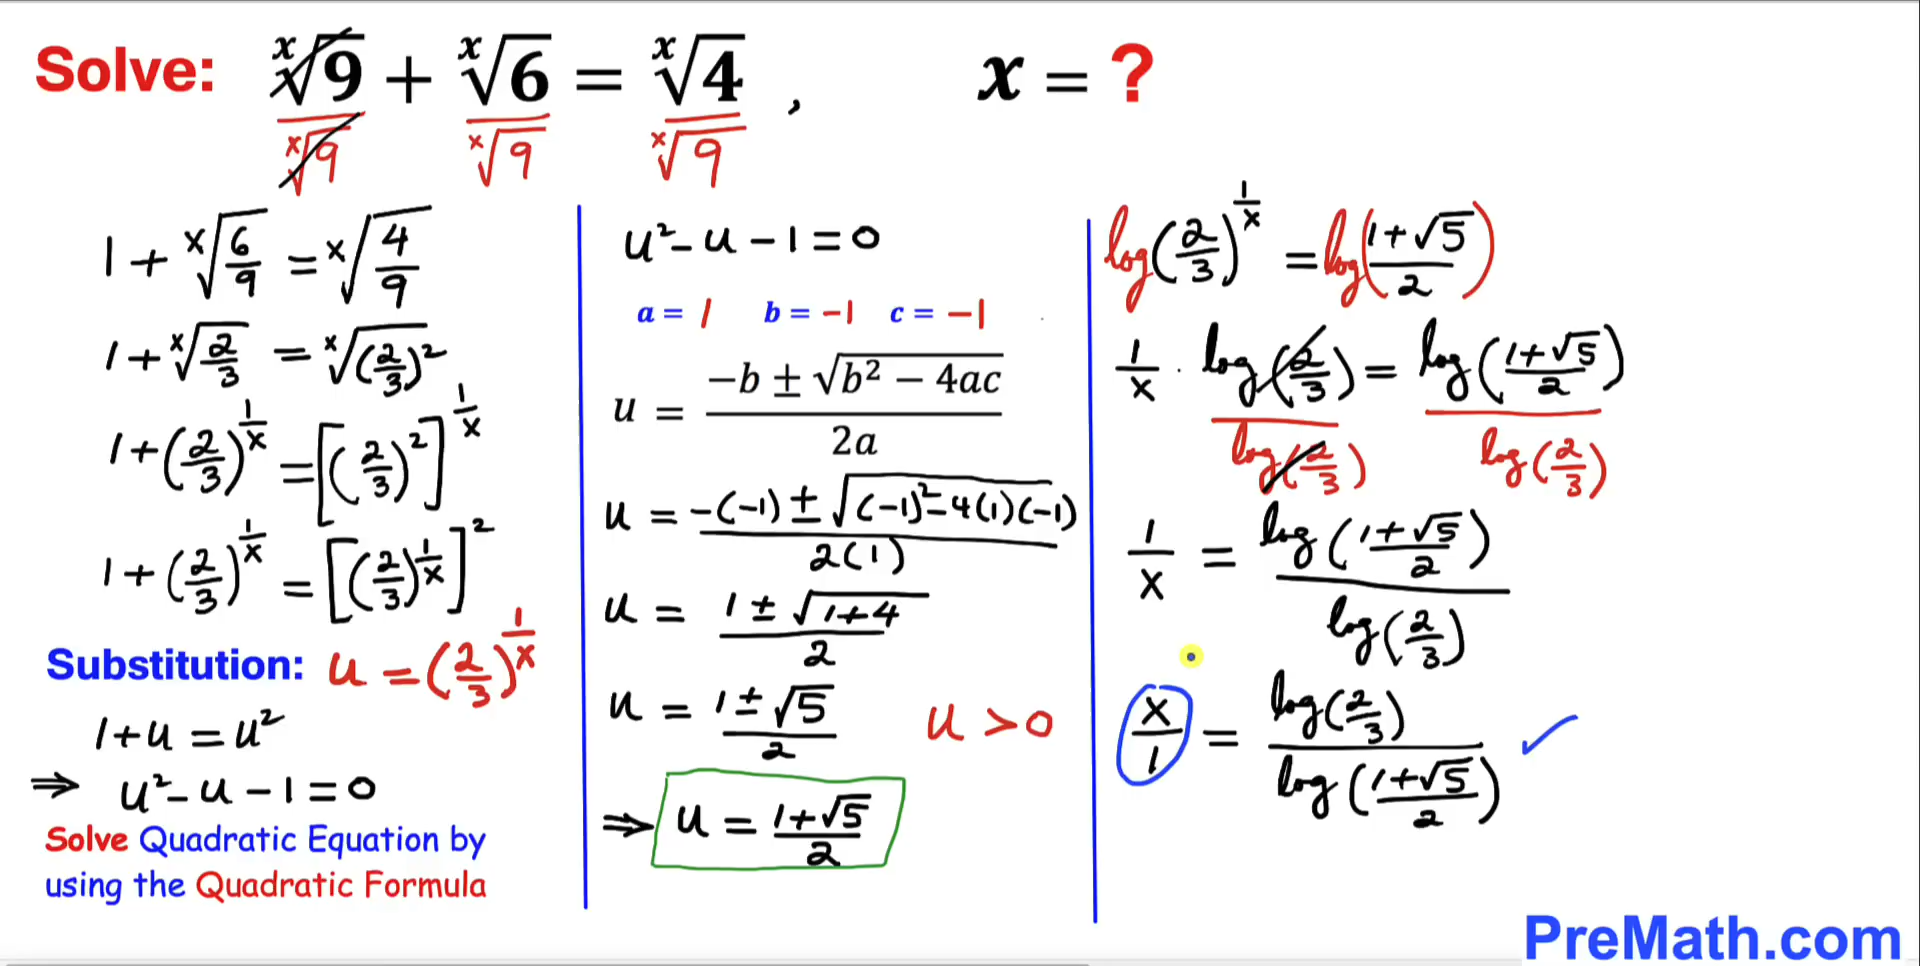 Solve: ˣ√9 + ˣ√6 = ˣ√4 , x = ?
ˣ√9 ˣ√9 ˣ√9
1 + ˣ√(6/9) = ˣ√(4/9)
1 + ˣ√(2/3) = ˣ√((2/3)²)
1 + (2/3)^(1/x) = [(2/3)²]^(1/x)
1 + (2/3)^(1/x) = [(2/3)^(1/x)]²
Substitution: u = (2/3)^(1/x)
1 + u = u²
⇒ u² − u − 1 = 0
Solve Quadratic Equation by
using the Quadratic Formula
u² − u − 1 = 0
a = 1 b = −1 c = −1
u = (−b ± √(b² − 4ac))/(2a)
u = (−(−1) ± √((−1)² − 4(1)(−1)))/(2(1))
u = (1 ± √(1+4))/2
u = (1 ± √5)/2 u > 0
⇒ u = (1+√5)/2
log(2/3)^(1/x) = log((1+√5)/2)
1/x · log(2/3) = log((1+√5)/2)
log(2/3) log(2/3)
1/x = log((1+√5)/2)/log(2/3)
x/1 = log(2/3)/log((1+√5)/2) ✓
PreMath.com